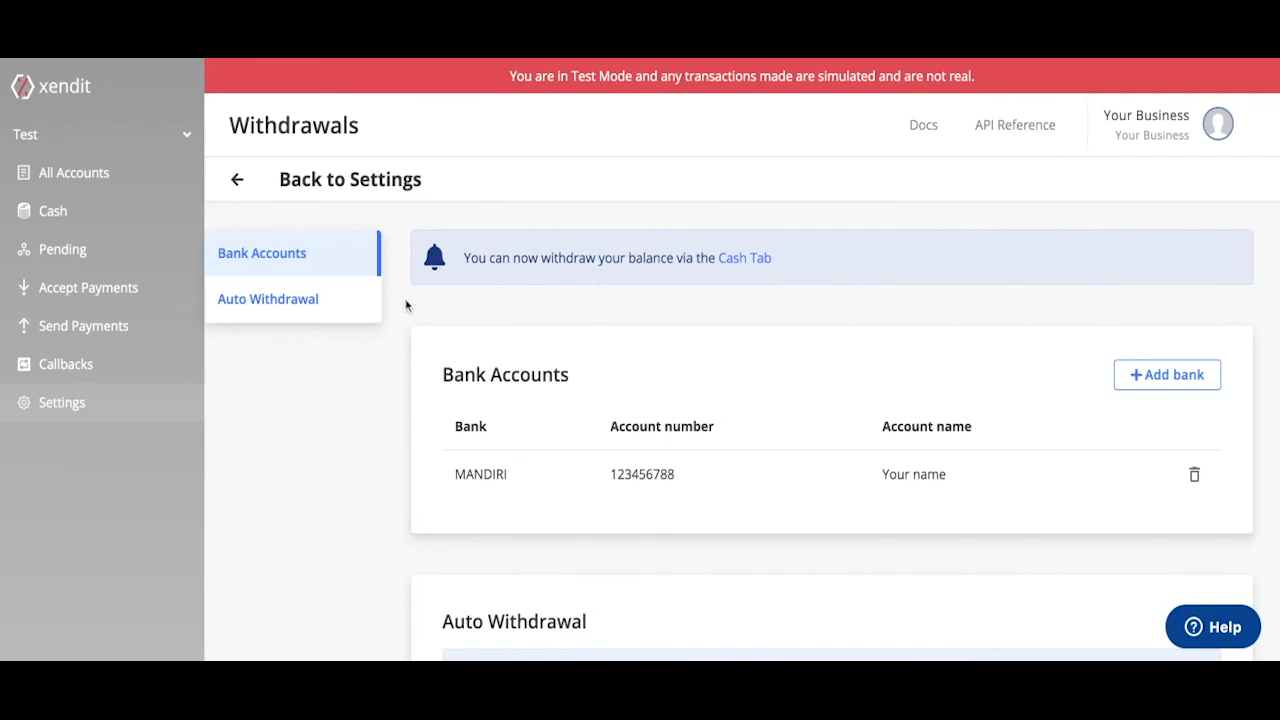 You are in Test Mode and any transactions made are simulated and are not real.
xendit
Test
All Accounts
Cash
Pending
Accept Payments
Send Payments
Callbacks
Settings
Withdrawals
Docs
API Reference
Your Business
Your Business
Back to Settings
Bank Accounts
Auto Withdrawal
You can now withdraw your balance via the Cash Tab
Bank Accounts
Add bank
Bank Account number Account name
MANDIRI 123456788 Your name
Auto Withdrawal
Help